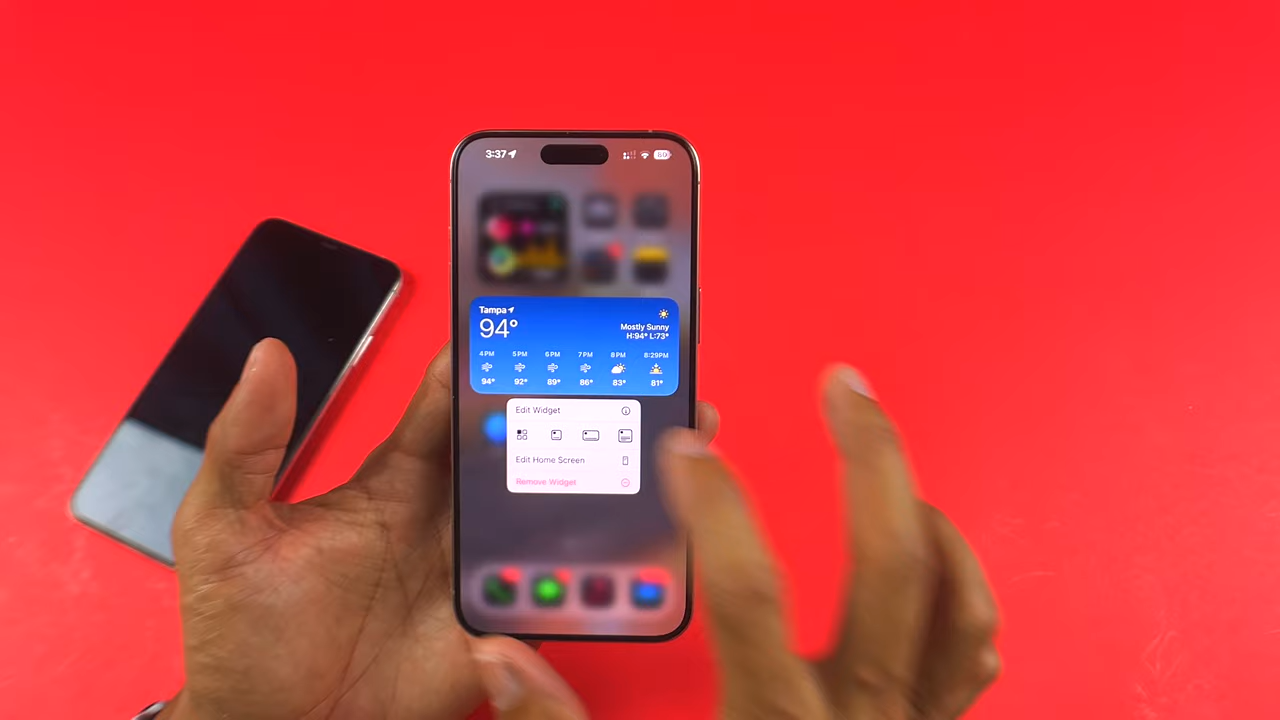 3:37
80
Tampa
94°
Mostly Sunny
H:94° L:73°
4PM 5PM 6PM 7PM 8PM 8:29PM
94° 92° 89° 86° 83° 81°
Edit Widget
Edit Home Screen
Remove Widget